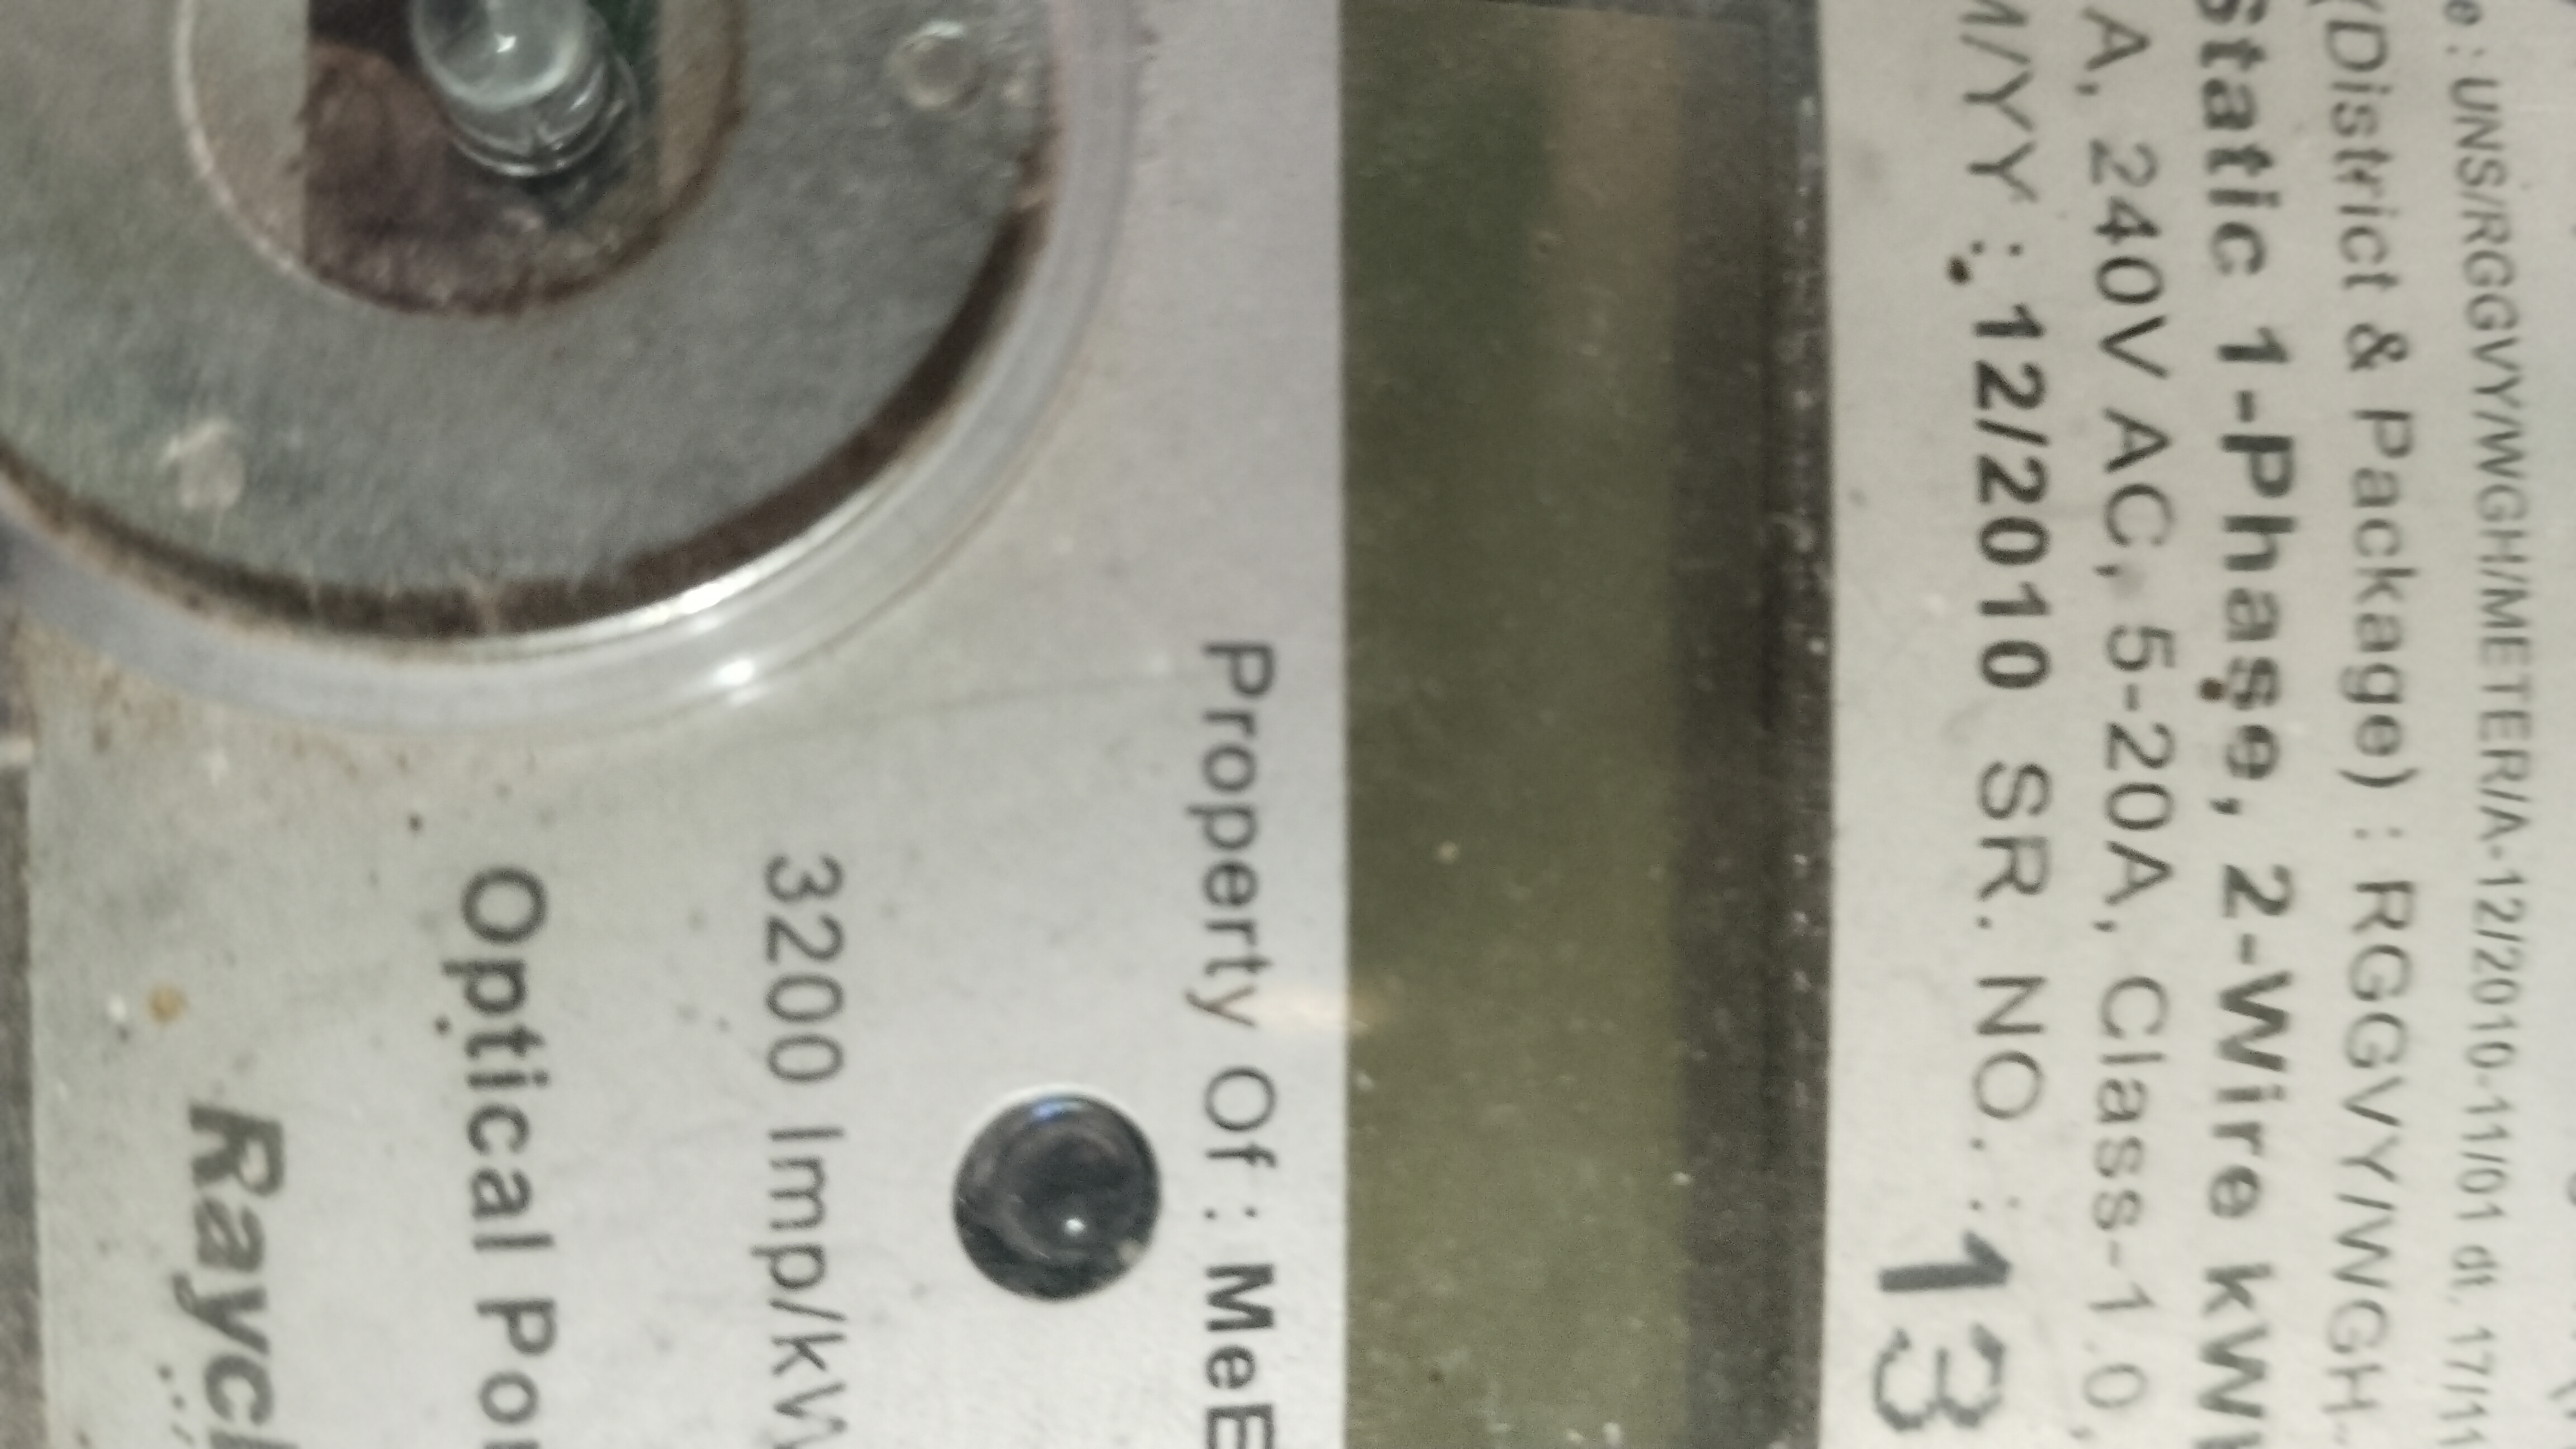 e : UNS/RGGVY/WGH/METER/A-12/2010-11/01 dt. 17/11
(District & Package) : RGGVY/WGH-
Static 1-Phase, 2-Wire kW
A, 240V AC, 5-20A, Class-1.0,
M/YY : 12/2010 SR. NO. : 13
Property Of : MeE
3200 Imp/kW
Optical Por
Raych